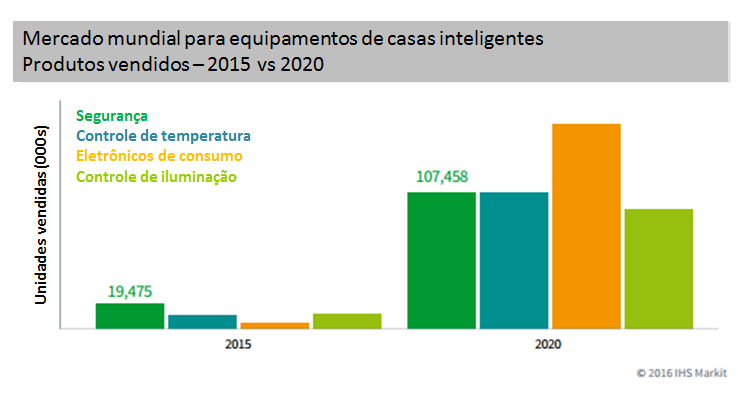 Mercado mundial para equipamentos de casas inteligentes
Produtos vendidos – 2015 vs 2020
Unidades vendidas (000s)
Segurança
Controle de temperatura
Eletrônicos de consumo
Controle de iluminação
19,475
107,458
2015
2020
© 2016 IHS Markit